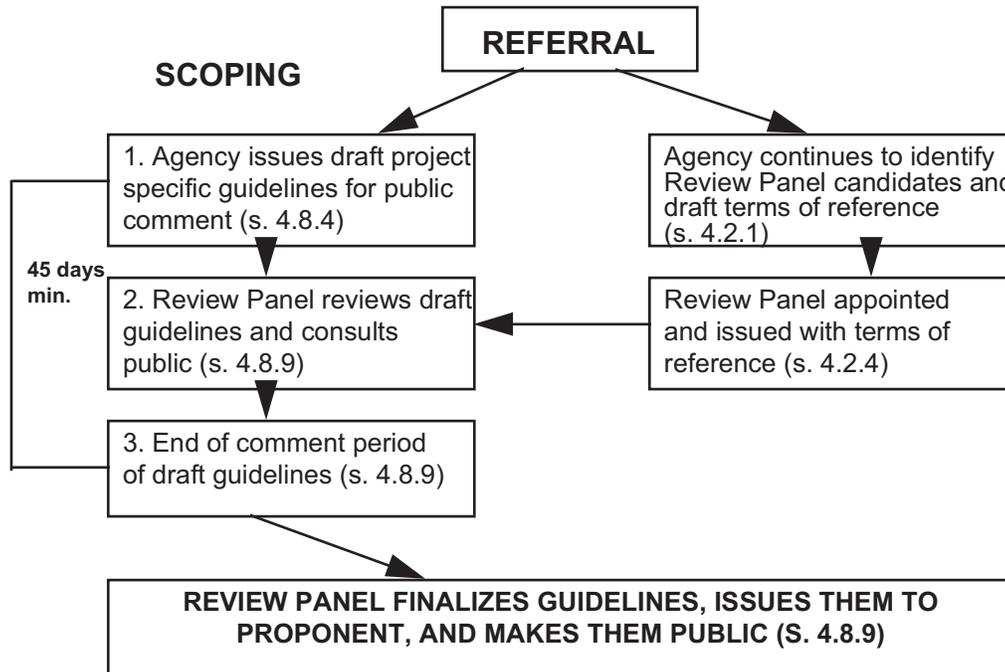 REFERRAL
SCOPING
1. Agency issues draft project
specific guidelines for public
comment (s. 4.8.4)
Agency continues to identify
Review Panel candidates and
draft terms of reference
(s. 4.2.1)
45 days
min.
2. Review Panel reviews draft
guidelines and consults
public (s. 4.8.9)
Review Panel appointed
and issued with terms of
reference (s. 4.2.4)
3. End of comment period
of draft guidelines (s. 4.8.9)
REVIEW PANEL FINALIZES GUIDELINES, ISSUES THEM TO
PROPONENT, AND MAKES THEM PUBLIC (S. 4.8.9)